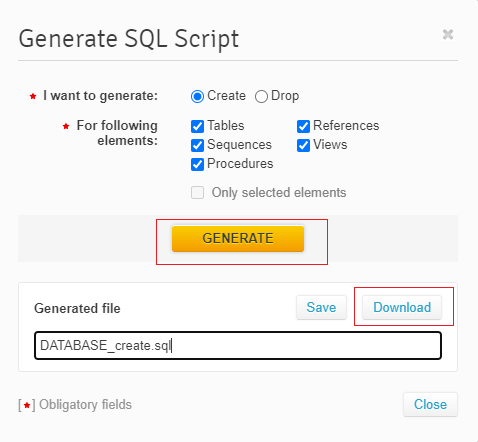 Generate SQL Script
★ I want to generate: Create Drop
★ For following elements: Tables References
Sequences Views
Procedures
Only selected elements
GENERATE
Generated file Save Download
DATABASE_create.sql
[★] Obligatory fields Close